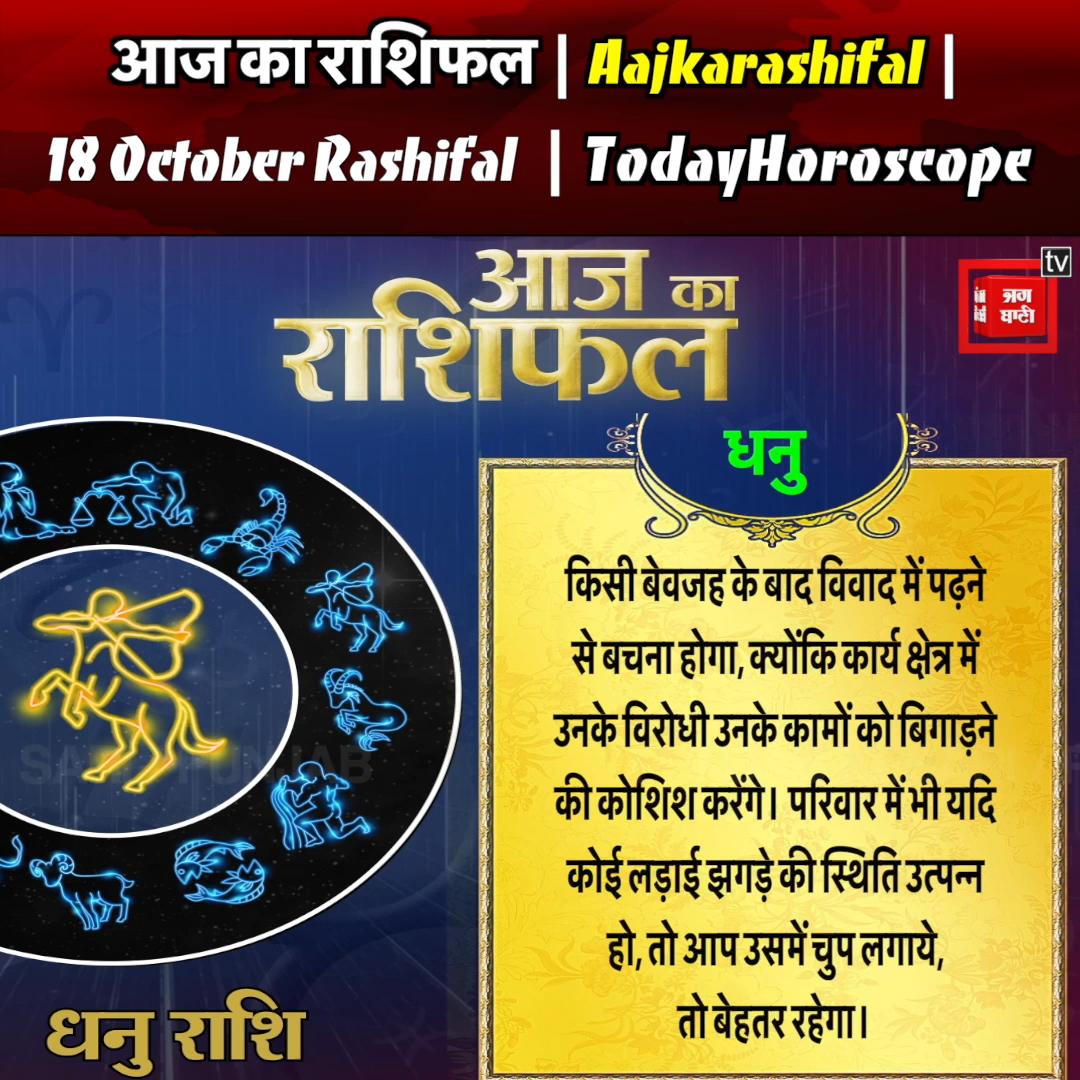 आज का राशिफल | Aajkarashifal |
18 October Rashifal | TodayHoroscope
tv
ਜਗ
ਬਾਣੀ
आज का
राशिफल
धनु
किसी बेवजह के बाद विवाद में पढ़ने
से बचना होगा, क्योंकि कार्य क्षेत्र में
उनके विरोधी उनके कामों को बिगाड़ने
की कोशिश करेंगे। परिवार में भी यदि
कोई लड़ाई झगड़े की स्थिति उत्पन्न
हो, तो आप उसमें चुप लगाये,
तो बेहतर रहेगा।
धनु राशि